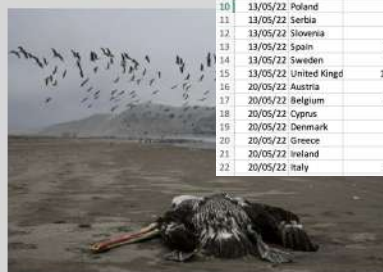 10 13/05/22 Poland
11 13/05/22 Serbia
12 13/05/22 Slovenia
13 13/05/22 Spain
14 13/05/22 Sweden
15 13/05/22 United Kingd 1
16 20/05/22 Austria
17 20/05/22 Belgium
18 20/05/22 Cyprus
19 20/05/22 Denmark
20 20/05/22 Greece
21 20/05/22 Ireland
22 20/05/22 Italy